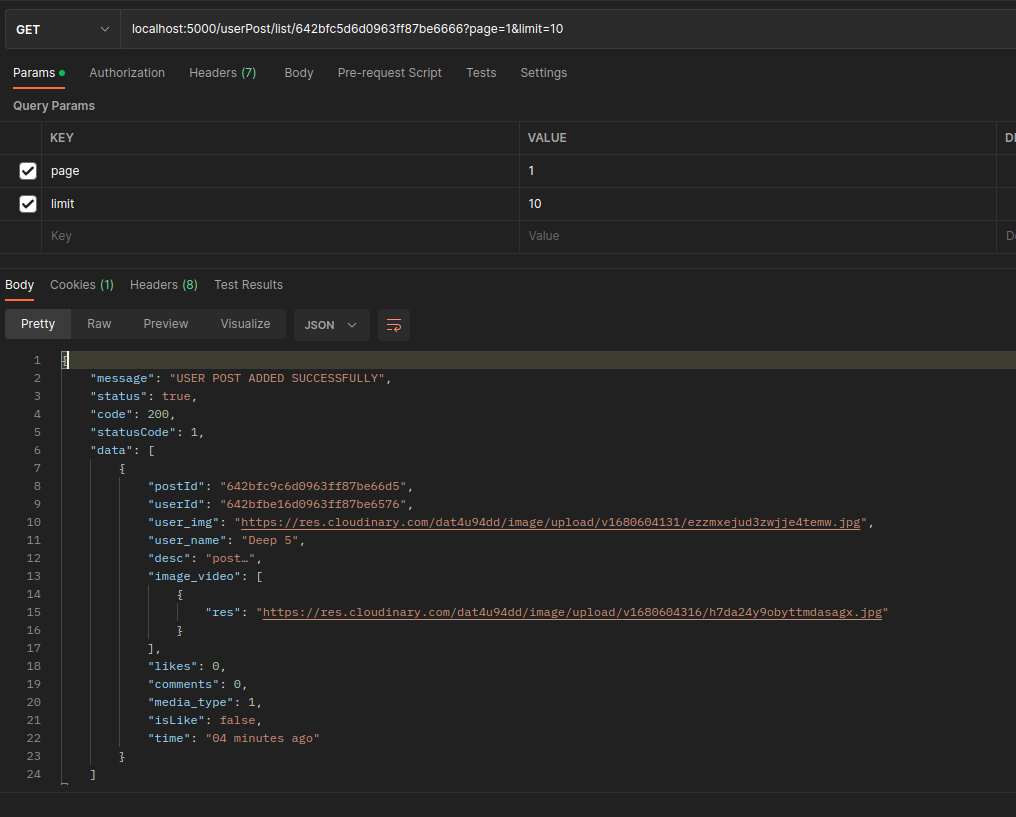 GET localhost:5000/userPost/list/642bfc5d6d0963ff87be6666?page=1&limit=10
Params Authorization Headers (7) Body Pre-request Script Tests Settings
Query Params
KEY VALUE
page 1
limit 10
Key Value
Body Cookies (1) Headers (8) Test Results
Pretty Raw Preview Visualize JSON
1 {
2 "message": "USER POST ADDED SUCCESSFULLY",
3 "status": true,
4 "code": 200,
5 "statusCode": 1,
6 "data": [
7 {
8 "postId": "642bfc9c6d0963ff87be66d5",
9 "userId": "642bfbe16d0963ff87be6576",
10 "user_img": "https://res.cloudinary.com/dat4u94dd/image/upload/v1680604131/ezzmxejud3zwjje4temw.jpg",
11 "user_name": "Deep 5",
12 "desc": "post…",
13 "image_video": [
14 {
15 "res": "https://res.cloudinary.com/dat4u94dd/image/upload/v1680604316/h7da24y9obyttmdasagx.jpg"
16 }
17 ],
18 "likes": 0,
19 "comments": 0,
20 "media_type": 1,
21 "isLike": false,
22 "time": "04 minutes ago"
23 }
24 ]